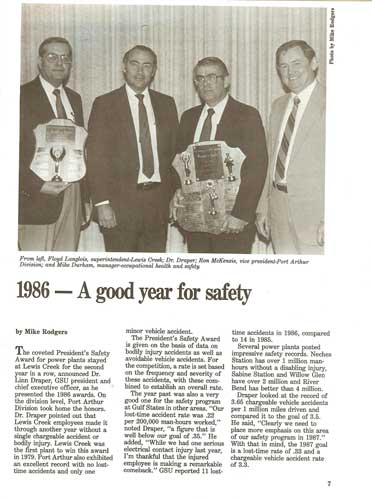 Photo by Mike Rodgers
From left, Floyd Langlois, superintendent-Lewis Creek; Dr. Draper; Ron McKenzie, vice president-Port Arthur
Division; and Mike Durham, manager-occupational health and safety.
1986 — A good year for safety
by Mike Rodgers
The coveted President's Safety
Award for power plants stayed
at Lewis Creek for the second
year in a row, announced Dr.
Linn Draper, GSU president and
chief executive officer, as he
presented the 1986 awards. On
the division level, Port Arthur
Division took home the honors.
Dr. Draper pointed out that
Lewis Creek employees made it
through another year without a
single chargeable accident or
bodily injury. Lewis Creek was
the first plant to win this award
in 1979. Port Arthur also exhibited
an excellent record with no lost-
time accidents and only one
minor vehicle accident.
The President's Safety Award
is given on the basis of data on
bodily injury accidents as well as
avoidable vehicle accidents. For
the competition, a rate is set based
on the frequency and severity of
these accidents, with these com-
bined to establish an overall rate.
The year past was also a very
good one for the safety program
at Gulf States in other areas. "Our
lost-time accident rate was .22
per 200,000 man-hours worked,"
noted Draper, "a figure that is
well below our goal of .35." He
added, "While we had one serious
electrical contact injury last year,
I'm thankful that the injured
employee is making a remarkable
comeback." GSU reported 11 lost-
time accidents in 1986, compared
to 14 in 1985.
Several power plants posted
impressive safety records. Neches
Station has over 1 million man-
hours without a disabling injury,
Sabine Station and Willow Glen
have over 2 million and River
Bend has better than 4 million.
Draper looked at the record of
3.65 chargeable vehicle accidents
per 1 million miles driven and
compared it to the goal of 3.5.
He said, "Clearly we need to
place more emphasis on this area
of our safety program in 1987."
With that in mind, the 1987 goal
is a lost-time rate of .33 and a
chargeable vehicle accident rate
of 3.3.
7